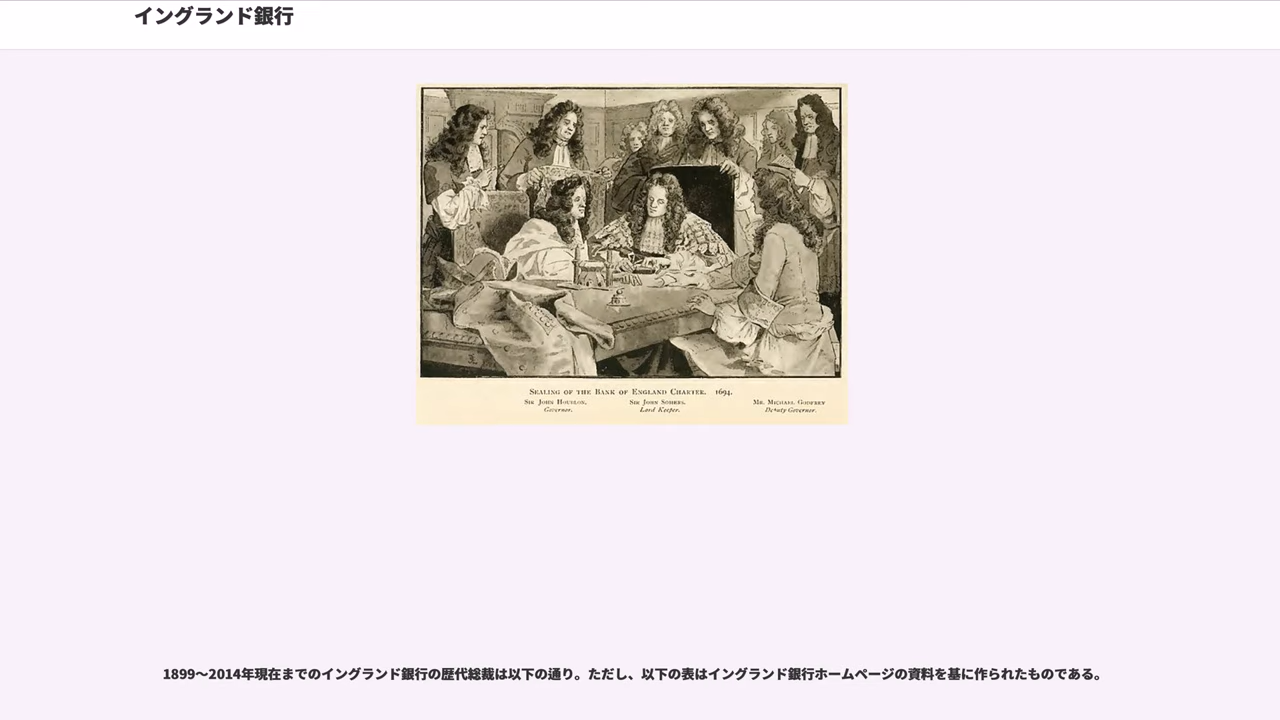 イングランド銀行
Sealing of the Bank of England Charter. 1694.
Sir John Houblon, Sir John Somers, Mr. Michael Godfrey
Governor. Lord Keeper. Deputy Governor.
1899〜2014年現在までのイングランド銀行の歴代総裁は以下の通り。ただし、以下の表はイングランド銀行ホームページの資料を基に作られたものである。